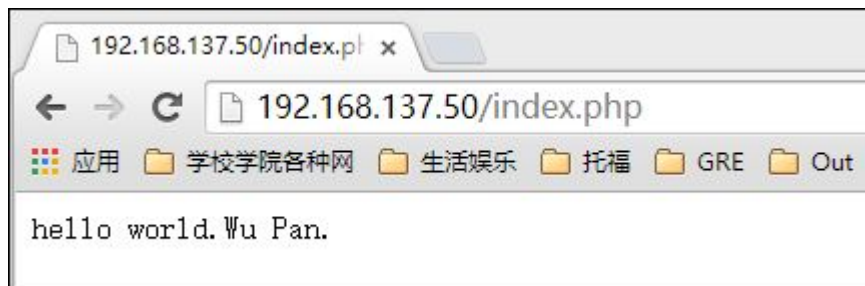 192.168.137.50/index.ph
192.168.137.50/index.php
应用 学校学院各种网 生活娱乐 托福 GRE Out
hello world.Wu Pan.